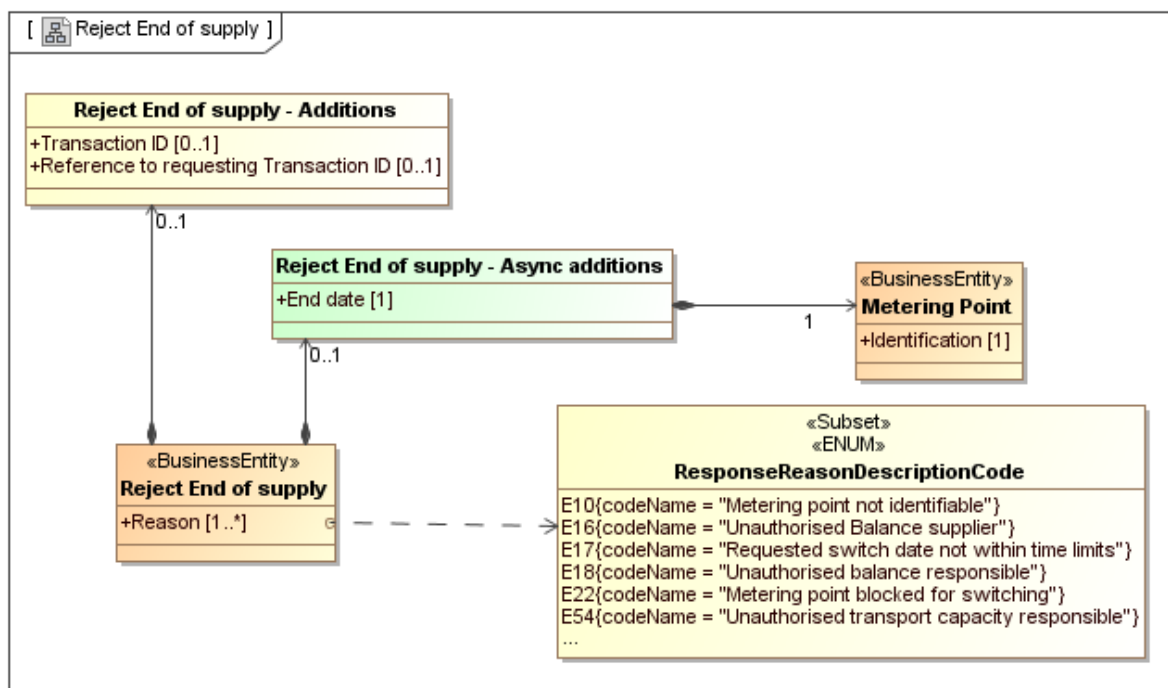 [ Reject End of supply ]
Reject End of supply - Additions
+Transaction ID [0..1]
+Reference to requesting Transaction ID [0..1]
0..1
Reject End of supply - Async additions
+End date [1]
1
«BusinessEntity»
Metering Point
+Identification [1]
0..1
«BusinessEntity»
Reject End of supply
+Reason [1..*]
«Subset»
«ENUM»
ResponseReasonDescriptionCode
E10{codeName = "Metering point not identifiable"}
E16{codeName = "Unauthorised Balance supplier"}
E17{codeName = "Requested switch date not within time limits"}
E18{codeName = "Unauthorised balance responsible"}
E22{codeName = "Metering point blocked for switching"}
E54{codeName = "Unauthorised transport capacity responsible"}
...